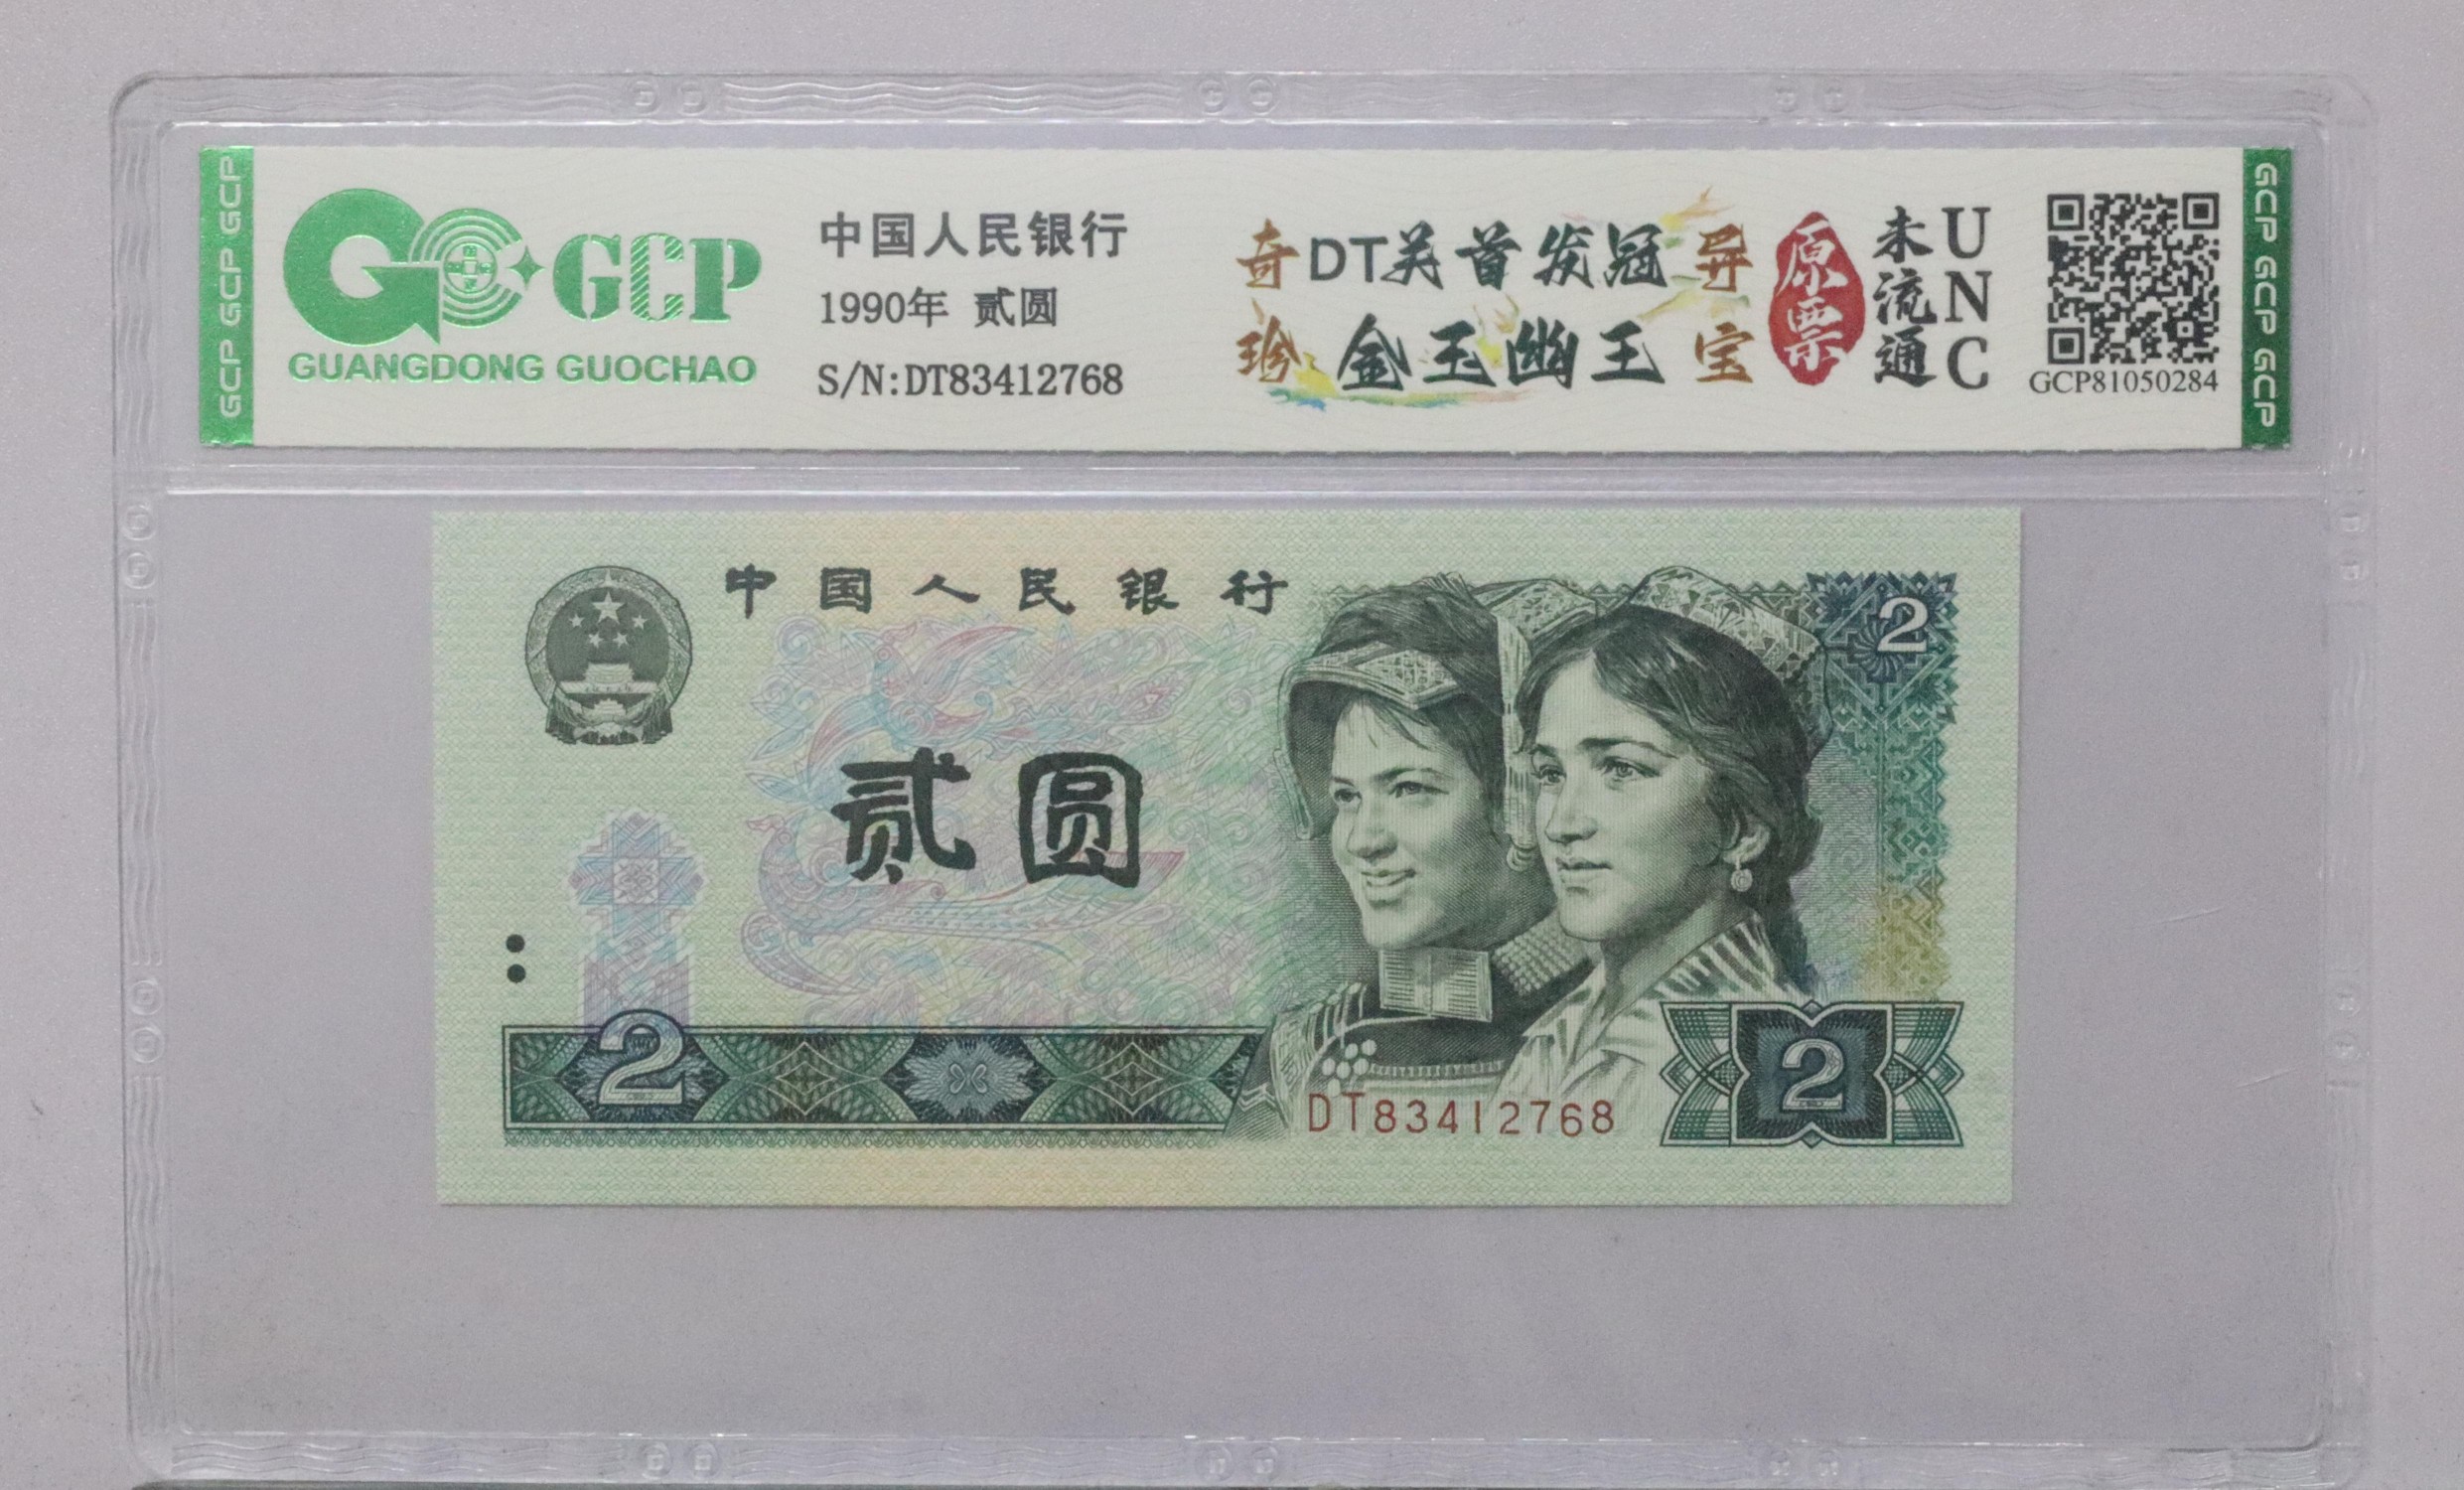 GCP GCP GCP
GCP
GUANGDONG GUOCHAO
中国人民银行
1990年 贰圆
S/N:DT83412768
奇珍
DT关首发冠
金玉幽王
异宝
原票
未流通
UNC
GCP81050284
GCP GCP GCP
中国人民银行
2
贰圆
2
DT83412768
2